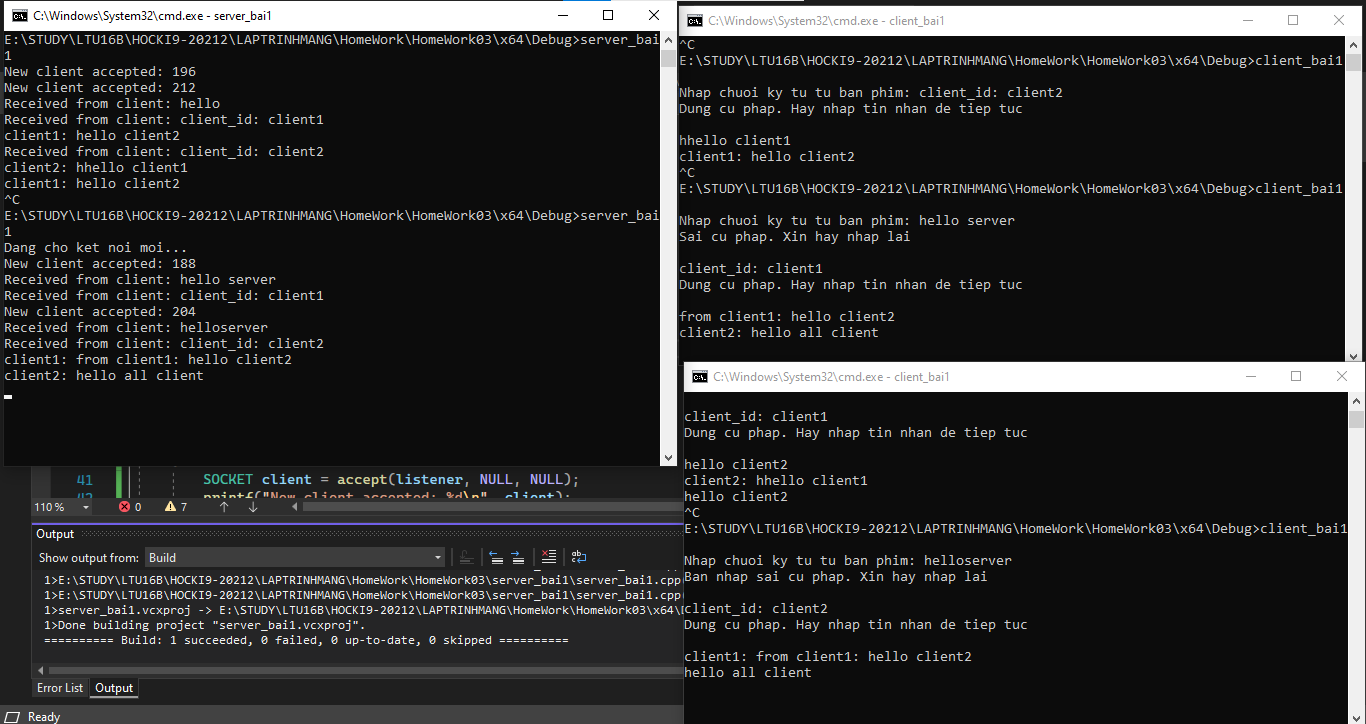 C:\Windows\System32\cmd.exe - server_bai1
E:\STUDY\LTU16B\HOCKI9-20212\LAPTRINHMANG\HomeWork\HomeWork03\x64\Debug>server_bai
1
New client accepted: 196
New client accepted: 212
Received from client: hello
Received from client: client_id: client1
client1: hello client2
Received from client: client_id: client2
client2: hhello client1
client1: hello client2
^C
E:\STUDY\LTU16B\HOCKI9-20212\LAPTRINHMANG\HomeWork\HomeWork03\x64\Debug>server_bai
1
Dang cho ket noi moi...
New client accepted: 188
Received from client: hello server
Received from client: client_id: client1
New client accepted: 204
Received from client: helloserver
Received from client: client_id: client2
client1: from client1: hello client2
client2: hello all client
C:\Windows\System32\cmd.exe - client_bai1
^C
E:\STUDY\LTU16B\HOCKI9-20212\LAPTRINHMANG\HomeWork\HomeWork03\x64\Debug>client_bai1
Nhap chuoi ky tu tu ban phim: client_id: client2
Dung cu phap. Hay nhap tin nhan de tiep tuc
hhello client1
client1: hello client2
^C
E:\STUDY\LTU16B\HOCKI9-20212\LAPTRINHMANG\HomeWork\HomeWork03\x64\Debug>client_bai1
Nhap chuoi ky tu tu ban phim: hello server
Sai cu phap. Xin hay nhap lai
client_id: client1
Dung cu phap. Hay nhap tin nhan de tiep tuc
from client1: hello client2
client2: hello all client
C:\Windows\System32\cmd.exe - client_bai1
client_id: client1
Dung cu phap. Hay nhap tin nhan de tiep tuc
hello client2
client2: hhello client1
hello client2
^C
E:\STUDY\LTU16B\HOCKI9-20212\LAPTRINHMANG\HomeWork\HomeWork03\x64\Debug>client_bai1
Nhap chuoi ky tu tu ban phim: helloserver
Ban nhap sai cu phap. Xin hay nhap lai
client_id: client2
Dung cu phap. Hay nhap tin nhan de tiep tuc
client1: from client1: hello client2
hello all client
41 SOCKET client = accept(listener, NULL, NULL);
42 printf("New client accepted: %d\n", client);
110 % 0 7
Output
Show output from: Build
1>E:\STUDY\LTU16B\HOCKI9-20212\LAPTRINHMANG\HomeWork\HomeWork03\server_bai1\server_bai1.cpp
1>E:\STUDY\LTU16B\HOCKI9-20212\LAPTRINHMANG\HomeWork\HomeWork03\server_bai1\server_bai1.cpp
1>server_bai1.vcxproj -> E:\STUDY\LTU16B\HOCKI9-20212\LAPTRINHMANG\HomeWork\HomeWork03\x64\
1>Done building project "server_bai1.vcxproj".
========== Build: 1 succeeded, 0 failed, 0 up-to-date, 0 skipped ==========
Error List Output
Ready